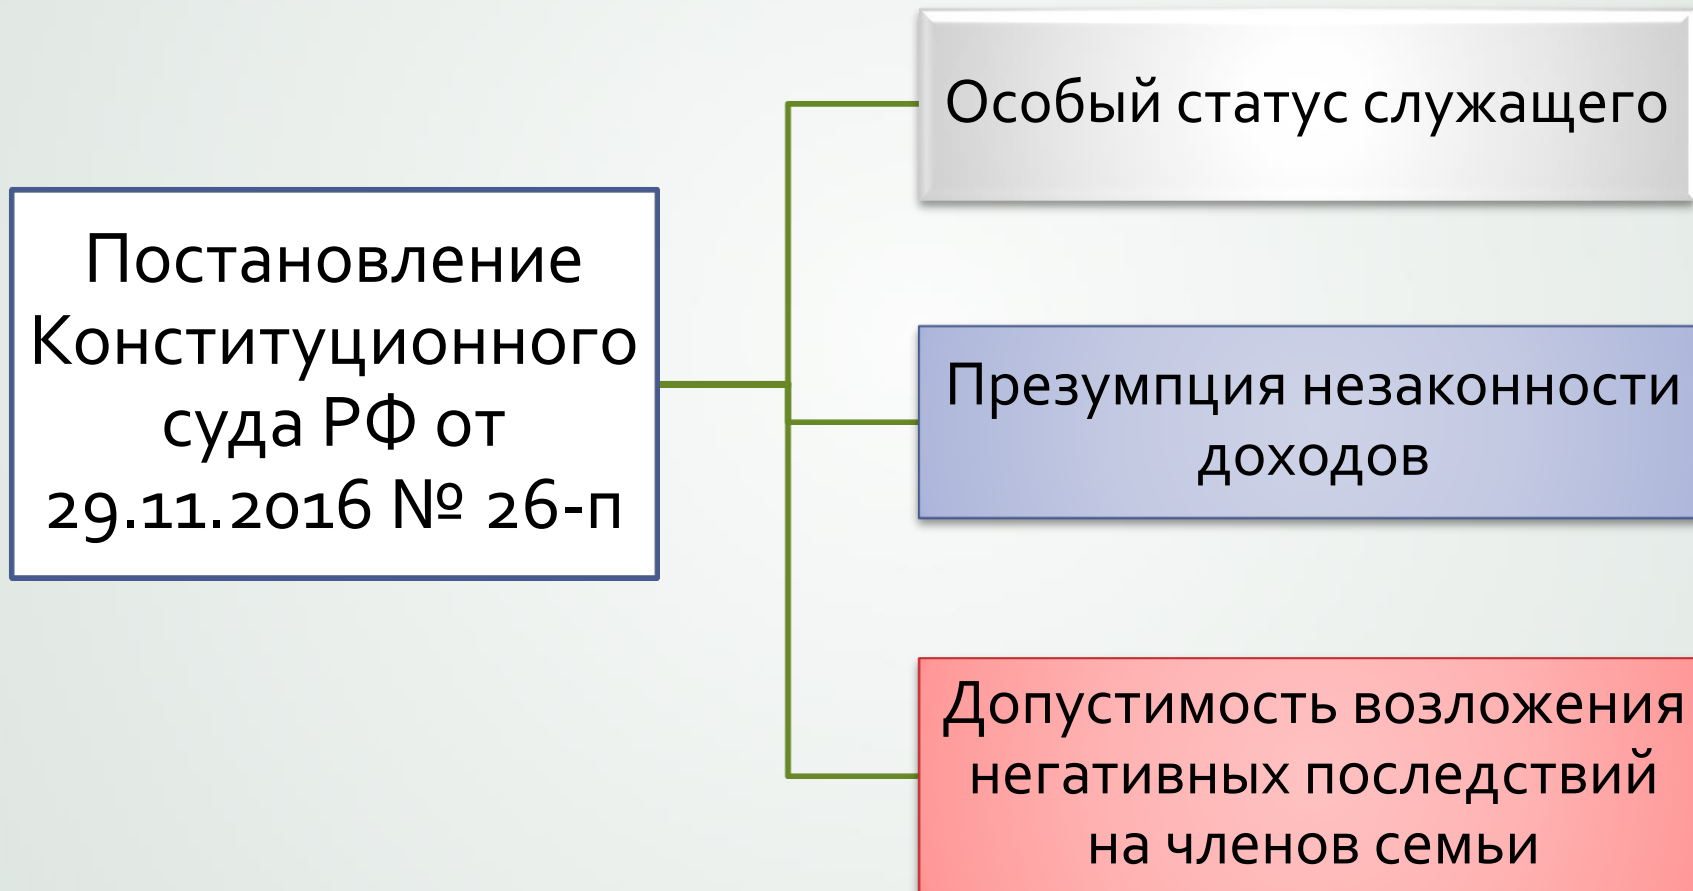 Постановление
Конституционного
суда РФ от
29.11.2016 № 26-п
Особый статус служащего
Презумпция незаконности
доходов
Допустимость возложения
негативных последствий
на членов семьи